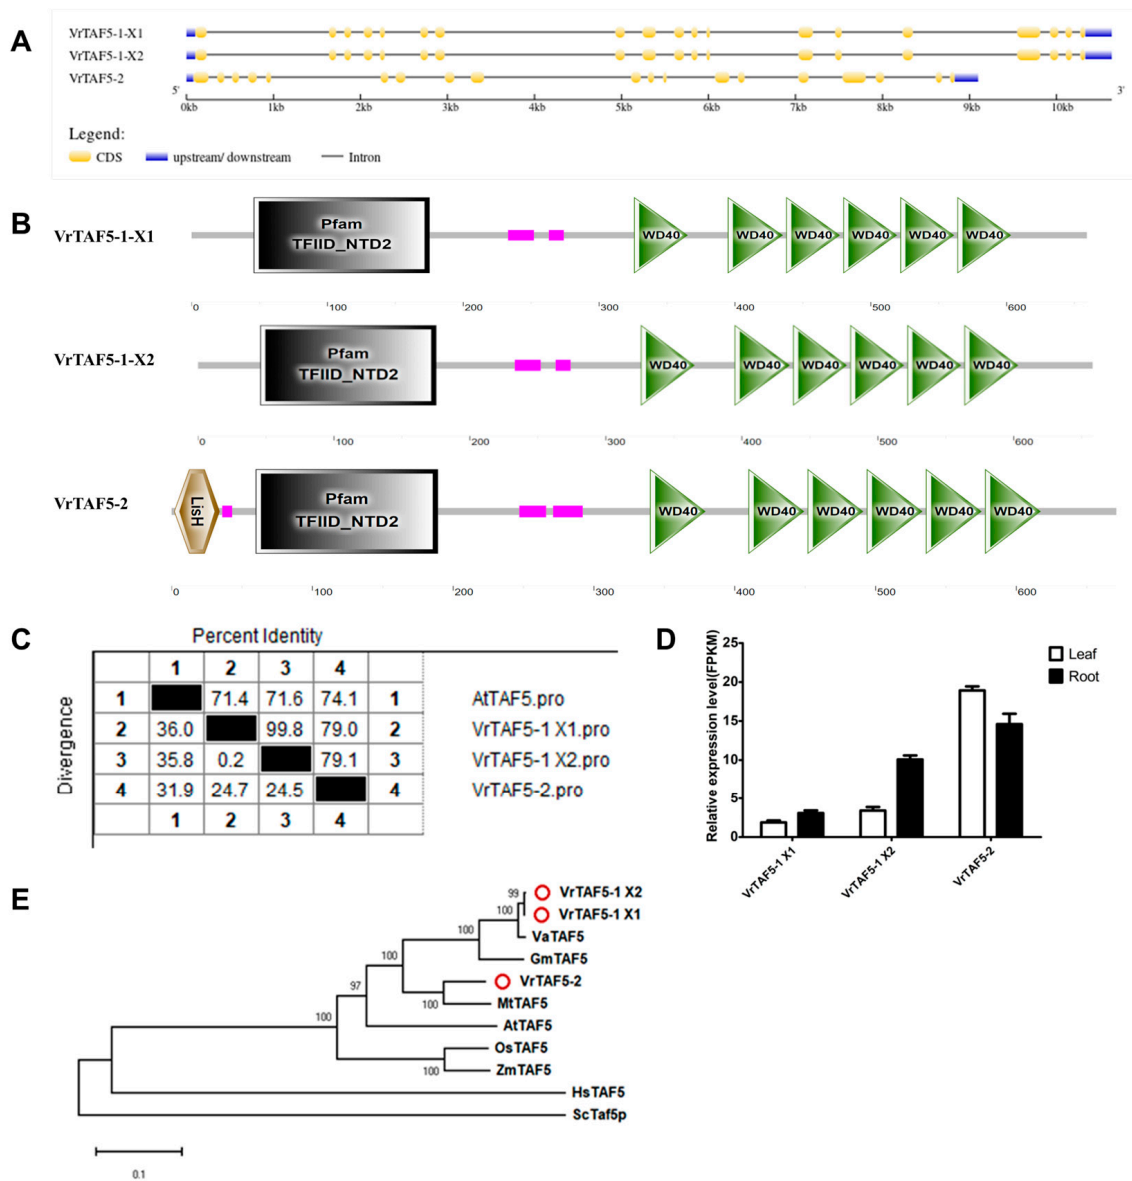 A
VrTAF5-1-X1
VrTAF5-1-X2
VrTAF5-2
5'
3'
0kb 1kb 2kb 3kb 4kb 5kb 6kb 7kb 8kb 9kb 10kb
Legend:
CDS upstream/ downstream Intron
B
VrTAF5-1-X1
Pfam
TFIID_NTD2
WD40 WD40 WD40 WD40 WD40 WD40
0 100 200 300 400 500 600
VrTAF5-1-X2
Pfam
TFIID_NTD2
WD40 WD40 WD40 WD40 WD40 WD40
0 100 200 300 400 500 600
VrTAF5-2
LisH
Pfam
TFIID_NTD2
WD40 WD40 WD40 WD40 WD40 WD40
0 100 200 300 400 500 600
C
Percent Identity
Divergence
1 2 3 4
1 71.4 71.6 74.1 1 AtTAF5.pro
2 36.0 99.8 79.0 2 VrTAF5-1 X1.pro
3 35.8 0.2 79.1 3 VrTAF5-1 X2.pro
4 31.9 24.7 24.5 4 VrTAF5-2.pro
1 2 3 4
D
Relative expression level(FPKM)
25
20
15
10
5
0
Leaf
Root
VrTAF5-1 X1
VrTAF5-1 X2
VrTAF5-2
E
99 VrTAF5-1 X2
100 VrTAF5-1 X1
100 VaTAF5
GmTAF5
100 VrTAF5-2
97 100 MtTAF5
100 AtTAF5
OsTAF5
100 ZmTAF5
HsTAF5
ScTaf5p
0.1